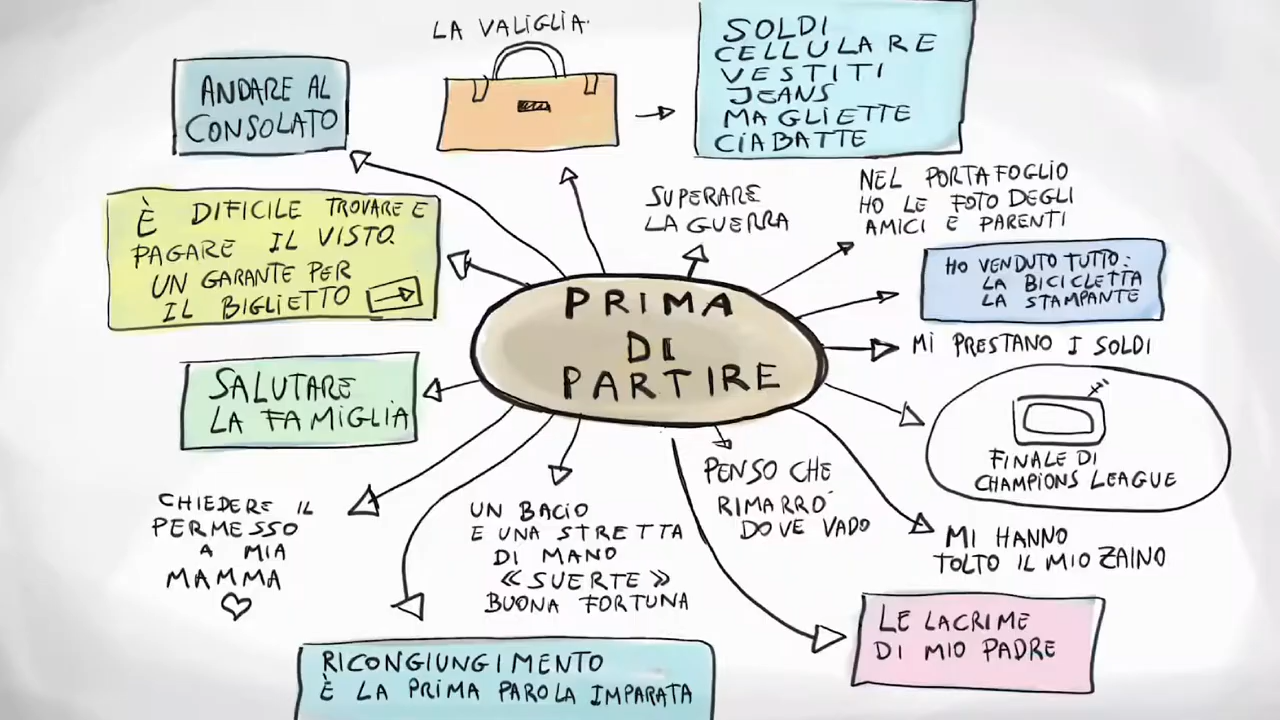 LA VALIGLIA.
SOLDI
CELLULARE
VESTITI
JEANS
MAGLIETTE
CIABATTE
ANDARE AL
CONSOLATO
SUPERARE
LA GUERRA
NEL PORTAFOGLIO
HO LE FOTO DEGLI
AMICI E PARENTI
È DIFICILE TROVARE E
PAGARE IL VISTO.
UN GARANTE PER
IL BIGLIETTO
HO VENDUTO TUTTO:
LA BICICLETTA
LA STAMPANTE
PRIMA
DI
PARTIRE
MI PRESTANO I SOLDI
SALUTARE
LA FAMIGLIA
FINALE DI
CHAMPIONS LEAGUE
CHIEDERE IL
PERMESSO
A MIA
MAMMA
UN BACIO
E UNA STRETTA
DI MANO
«SUERTE»
BUONA FORTUNA
PENSO CHE
RIMARRÒ
DOVE VADO
MI HANNO
TOLTO IL MIO ZAINO
LE LACRIME
DI MIO PADRE
RICONGIUNGIMENTO
È LA PRIMA PAROLA IMPARATA